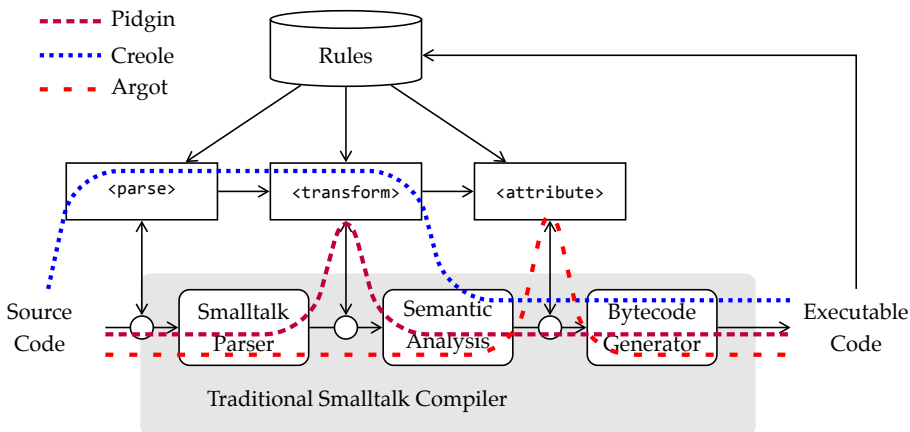 Pidgin
Creole
Argot
Rules
<parse>
<transform>
<attribute>
Source
Code
Smalltalk
Parser
Semantic
Analysis
Bytecode
Generator
Executable
Code
Traditional Smalltalk Compiler